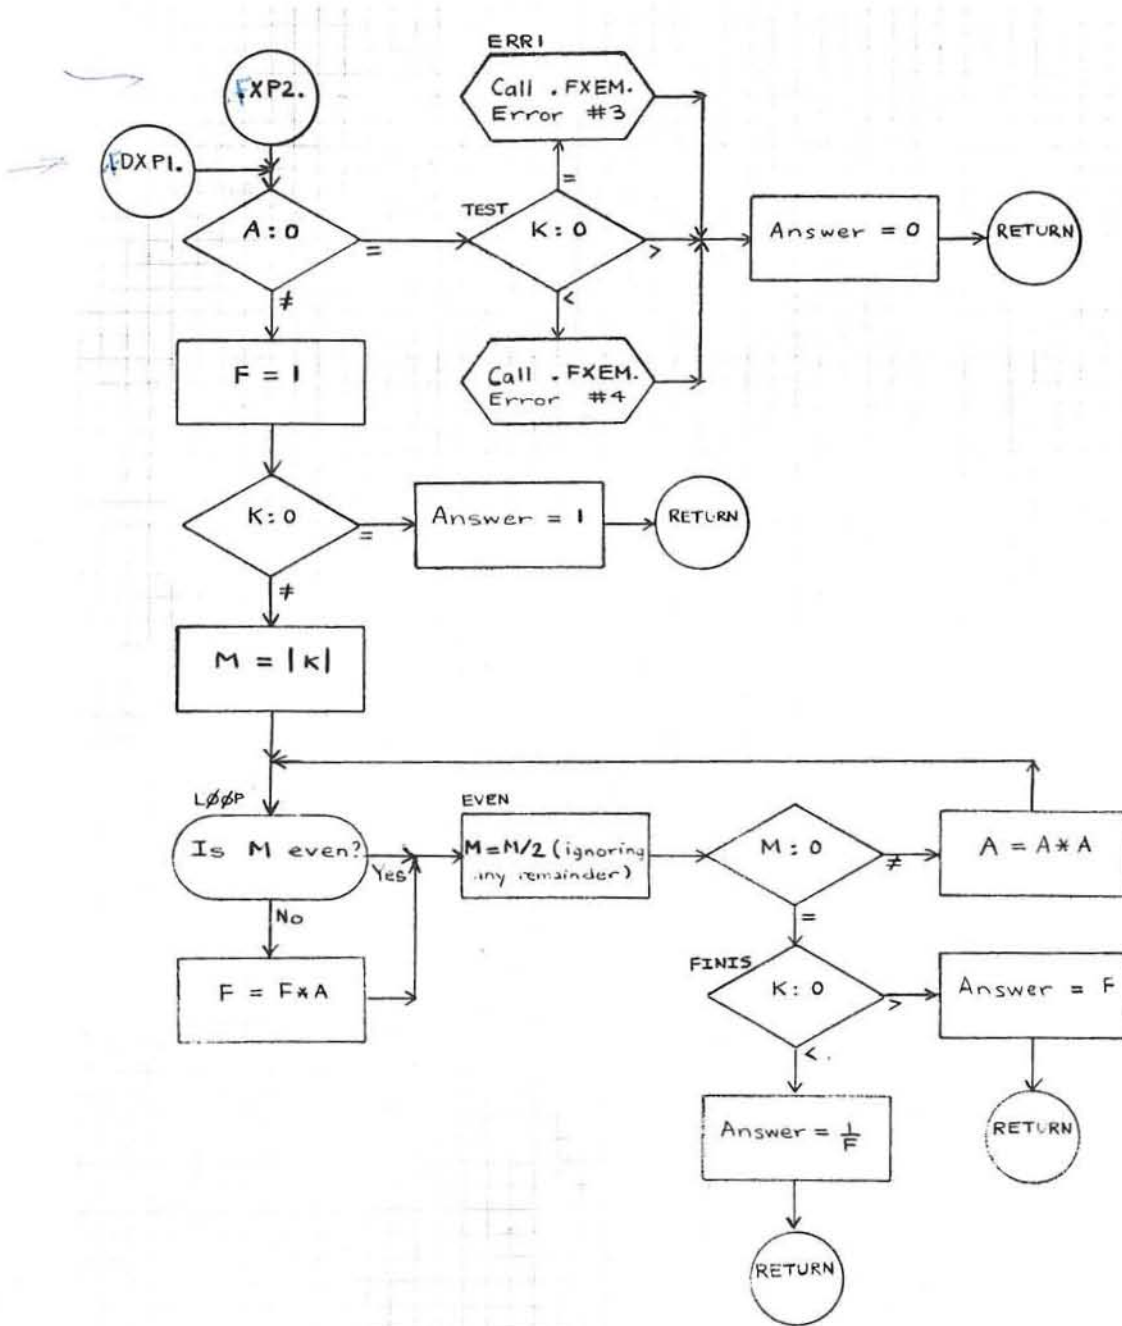 ERR1
.FXP2.
Call .FXEM.
Error #3
FDXP1.
=
TEST
A:0
=
K:0
>
Answer = 0
RETURN
≠
<
F = 1
Call .FXEM.
Error #4
K:0
=
Answer = 1
RETURN
≠
M = |K|
LØØP
EVEN
Is M even?
Yes
M=M/2 (ignoring
any remainder)
M:0
≠
A = A*A
No
=
F = F*A
FINIS
K:0
>
Answer = F
<
Answer = 1/F
RETURN
RETURN